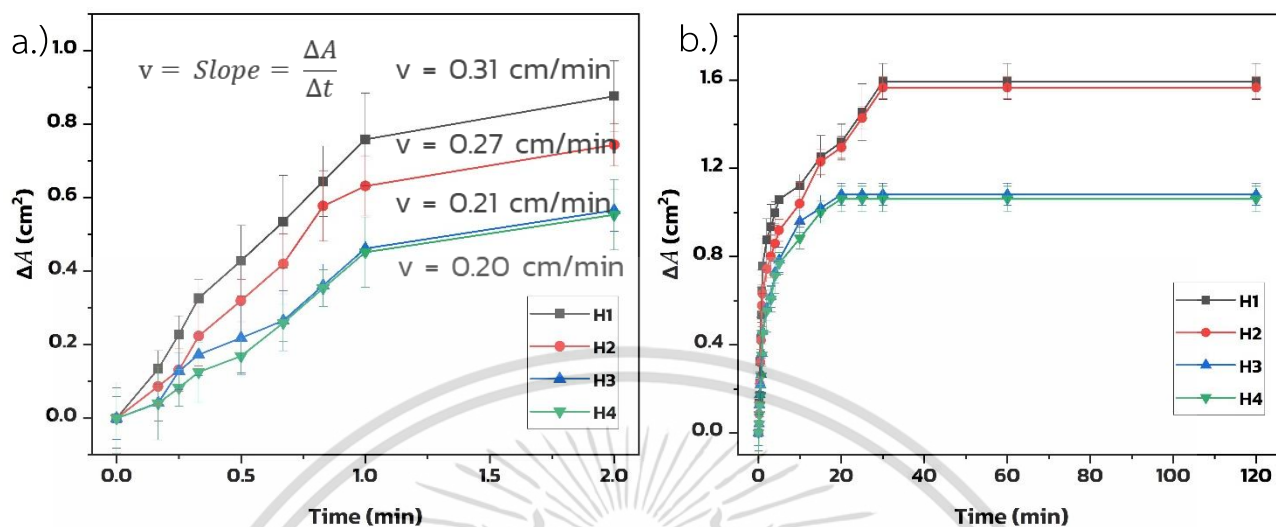 a.)
v = Slope = ΔA/Δt
v = 0.31 cm/min
v = 0.27 cm/min
v = 0.21 cm/min
v = 0.20 cm/min
ΔA (cm²)
1.0
0.8
0.6
0.4
0.2
0.0
0.0 0.5 1.0 1.5 2.0
Time (min)
H1
H2
H3
H4
b.)
ΔA (cm²)
1.6
1.2
0.8
0.4
0.0
0 20 40 60 80 100 120
Time (min)
H1
H2
H3
H4